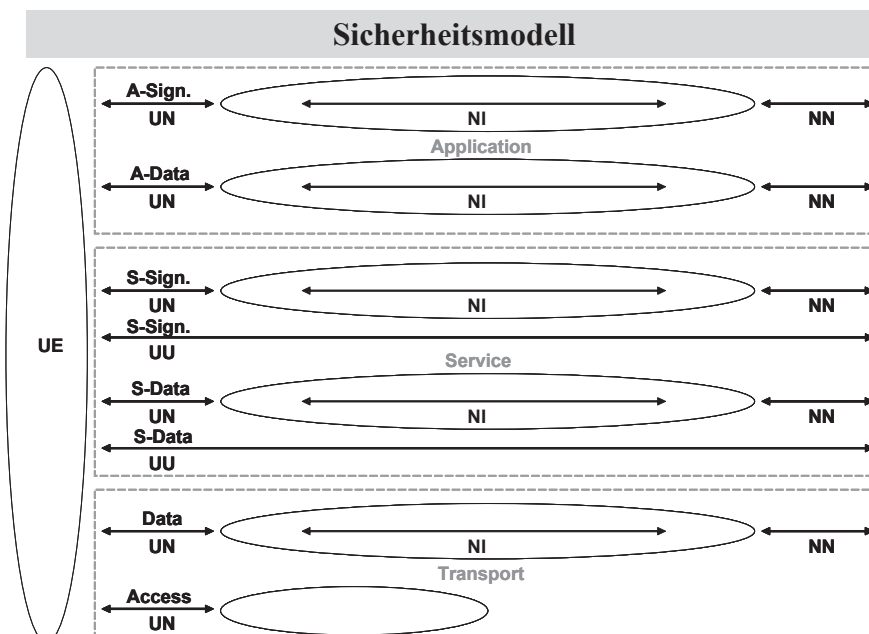 Sicherheitsmodell
A-Sign.
UN
NI
NN
Application
A-Data
UN
NI
NN
S-Sign.
UN
NI
NN
S-Sign.
UU
UE
Service
S-Data
UN
NI
NN
S-Data
UU
Data
UN
NI
NN
Transport
Access
UN